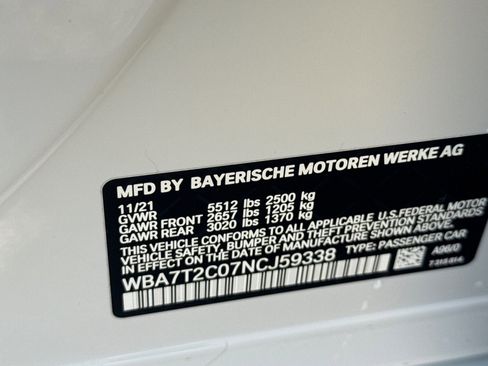 MFD BY BAYERISCHE MOTOREN WERKE AG
11/21
GVWR 5512 lbs 2500 kg
GAWR FRONT 2657 lbs 1205 kg
GAWR REAR 3020 lbs 1370 kg
THIS VEHICLE CONFORMS TO ALL APPLICABLE U.S.FEDERAL MOTOR
VEHICLE SAFETY, BUMPER, AND THEFT PREVENTION STANDARDS
IN EFFECT ON THE DATE OF MANUFACTURE SHOWN ABOVE.
WBA7T2C07NCJ59338 TYPE: PASSENGER CAR
A96/0